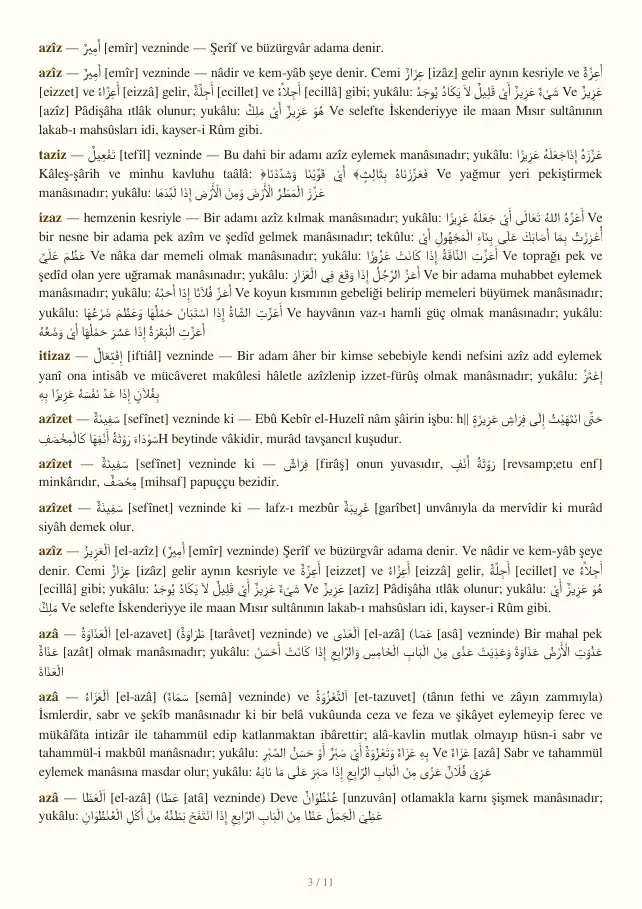 azîz — أَمِيرٌ [emîr] vezninde — Şerîf ve büzürgvâr adama denir.
azîz — أَمِيرٌ [emîr] vezninde — nâdir ve kem-yâb şeye denir. Cemi عِزَازٌ [izâz] gelir aynın kesriyle ve أَعِزَّةٌ
[eizzet] ve أَعِزَّاءُ [eizzâ] gelir, أَجِلَّةٌ [ecillet] ve أَجِلاَّءُ [ecillâ] gibi; yukâlu: شَيْءٌ عَزِيزٌ أَيْ قَلِيلٌ لاَ يَكَادُ يُوجَدُ Ve عَزِيزٌ
[azîz] Pâdişâha ıtlâk olunur; yukâlu: هُوَ عَزِيزٌ أَيْ مَلِكٌ Ve selefte İskenderiyye ile maan Mısır sultânının
lakab-ı mahsûsları idi, kayser-i Rûm gibi.
taziz — تَفْعِيلٌ [tefîl] vezninde — Bu dahi bir adamı azîz eylemek manâsınadır; yukâlu: عَزَّزَهُ إِذَاجَعَلَهُ عَزِيزًا
Kâleş-şârih ve minhu kavluhu taâlâ: ﴿فَعَزَّزْنَاهُ بِثَالِثٍ﴾ أَيْ قَوَّيْنَا وَشَدَّدْنَا Ve yağmur yeri pekiştirmek
manâsınadır; yukâlu: عَزَّزَ الْمَطَرُ الْأَرْضَ وَمِنَ الْأَرْضِ إِذَا لَبَّدَهَا
izaz — hemzenin kesriyle — Bir adamı azîz kılmak manâsınadır; yukâlu: أَعَزَّهُ اللهُ تَعَالَى أَيْ جَعَلَهُ عَزِيزًا Ve
bir nesne bir adama pek azîm ve şedîd gelmek manâsınadır; tekûlu: أُعْزِزْتُ بِمَا أَصَابَكَ عَلَى بِنَاءِ الْمَجْهُولِ أَيْ
عَظُمَ عَلَيَّ Ve nâka dar memeli olmak manâsınadır; yukâlu: أَعَزَّتِ النَّاقَةُ إِذَا كَانَتْ عَزُوزًا Ve toprağı pek ve
şedîd olan yere uğramak manâsınadır; yukâlu: أَعَزَّ الرَّجُلُ إِذَا وَقَعَ فِي الْعَزَازِ Ve bir adama muhabbet eylemek
manâsınadır; yukâlu: أَعَزَّ فُلاَنًا إِذَا أَحَبَّهُ Ve koyun kısmının gebeliği belirip memeleri büyümek manâsınadır;
yukâlu: أَعَزَّتِ الشَّاةُ إِذَا اسْتَبَانَ حَمْلُهَا وَعَظُمَ ضَرْعُهَا Ve hayvânın vaz-ı hamli güç olmak manâsınadır; yukâlu:
أَعَزَّتِ الْبَقَرَةُ إِذَا عَسُرَ حَمْلُهَا أَيْ وَضْعُهُ
itizaz — إِفْتِعَالٌ [iftiâl] vezninde — Bir adam âher bir kimse sebebiyle kendi nefsini azîz add eylemek
yanî ona intisâb ve mücâveret makûlesi hâletle azîzlenip izzet-fürûş olmak manâsınadır; yukâlu: إِعْتَزَّ
بِفُلاَنٍ إِذَا عَدَّ نَفْسَهُ عَزِيزًا بِهِ
azîzet — سَفِينَةٌ [sefînet] vezninde ki — Ebû Kebîr el-Huzelî nâm şâirin işbu: h|| حَتَّى انْتَهَيْتُ إِلَى فِرَاشِ عَزِيزَةٍ
سَوْدَاءَ رَوْثَةُ أَنْفِهَا كَالْمِخْصَفِH beytinde vâkidir, murâd tavşancıl kuşudur.
azîzet — سَفِينَةٌ [sefînet] vezninde ki — فِرَاشٌ [firâş] onun yuvasıdır, رَوْثَةُ أَنْفٍ [revsamp;etu enf]
minkârıdır, مِخْصَفٌ [mihsaf] papuççu bezidir.
azîzet — سَفِينَةٌ [sefînet] vezninde ki — lafz-ı mezbûr غَرِيبَةٌ [garîbet] unvânıyla da mervîdir ki murâd
siyâh demek olur.
azîz — اَلْعَزِيزُ [el-azîz] (أَمِيرٌ [emîr] vezninde) Şerîf ve büzürgvâr adama denir. Ve nâdir ve kem-yâb şeye
denir. Cemi عِزَازٌ [izâz] gelir aynın kesriyle ve أَعِزَّةٌ [eizzet] ve أَعِزَّاءُ [eizzâ] gelir, أَجِلَّةٌ [ecillet] ve أَجِلاَّءُ
[ecillâ] gibi; yukâlu: شَيْءٌ عَزِيزٌ أَيْ قَلِيلٌ لاَ يَكَادُ يُوجَدُ Ve عَزِيزٌ [azîz] Pâdişâha ıtlâk olunur; yukâlu: هُوَ عَزِيزٌ أَيْ
مَلِكٌ Ve selefte İskenderiyye ile maan Mısır sultânının lakab-ı mahsûsları idi, kayser-i Rûm gibi.
azâ — اَلْعَذَاوَةُ [el-azavet] (طَرَاوَةٌ [tarâvet] vezninde) ve اَلْعَذَى [el-azâ] (عَصَا [asâ] vezninde) Bir mahal pek
عَذَاةٌ [azât] olmak manâsınadır; yukâlu: عَذُوَتِ الْأَرْضُ عَذَاوَةً وَعَذِيَتْ عَذًى مِنَ الْبَابِ الْخَامِسِ وَالرَّابِعِ إِذَا كَانَتْ أَحْسَنَ
الْعَذَاةَ
azâ — اَلْعَزَاءُ [el-azâ] (سَمَاءٌ [semâ] vezninde) ve اَلتَّعْزُوَةُ [et-tazuvet] (tânın fethi ve zâyın zammıyla)
İsmlerdir, sabr ve şekîb manâsınadır ki bir belâ vukûunda ceza ve feza ve şikâyet eylemeyip ferec ve
mükâfâta intizâr ile tahammül edip katlanmaktan ibârettir; alâ-kavlin mutlak olmayıp hüsn-i sabr ve
tahammül-i makbûl manâsnadır; yukâlu: بِهِ عَزَاءٌ وَتَعْزُوَةٌ أَيْ صَبْرٌ أَوْ حُسْنُ الصَّبْرِ Ve عَزَاءٌ [azâ] Sabr ve tahammül
eylemek manâsına masdar olur; yukâlu: عَزِيَ فُلاَنٌ عَزًى مِنَ الْبَابِ الرَّابِعِ إِذَا صَبَرَ عَلَى مَا نَابَهُ
azâ — اَلْعَظَا [el-azâ] (عَطَا [atâ] vezninde) Deve عُنْظُوَانٌ [unzuvân] otlamakla karnı şişmek manâsınadır;
yukâlu: عَظِيَ الْجَمَلُ عَظًا مِنَ الْبَابِ الرَّابِعِ إِذَا انْتَفَخَ بَطْنُهُ مِنْ أَكْلِ الْعُنْظُوَانِ
3 / 11